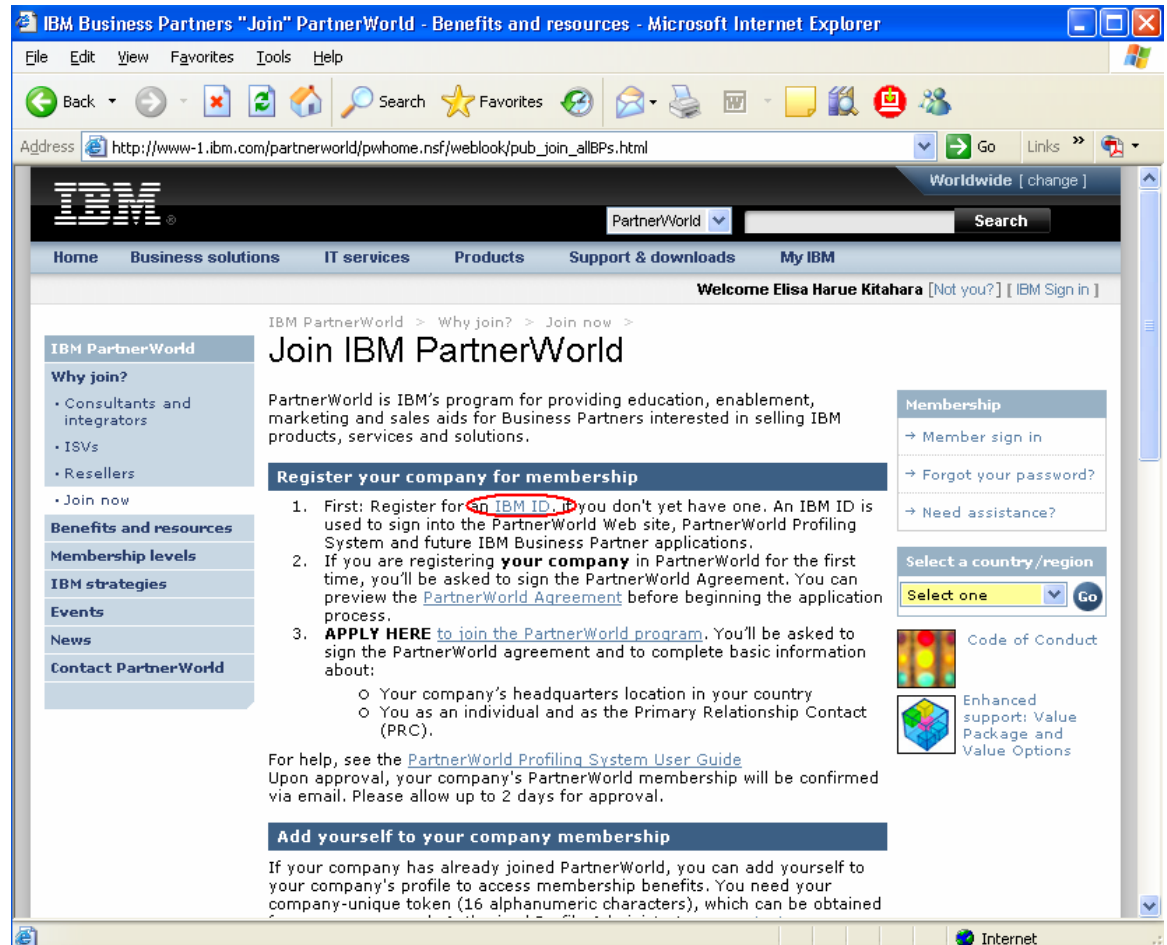 IBM Business Partners "Join" PartnerWorld - Benefits and resources - Microsoft Internet Explorer
File Edit View Favorites Tools Help
Back Search Favorites
Address http://www-1.ibm.com/partnerworld/pwhome.nsf/weblook/pub_join_allBPs.html Go Links »
Worldwide [ change ]
IBM®
PartnerWorld Search
Home Business solutions IT services Products Support & downloads My IBM
Welcome Elisa Harue Kitahara [Not you?] [ IBM Sign in ]
IBM PartnerWorld
Why join?
• Consultants and
integrators
• ISVs
• Resellers
• Join now
Benefits and resources
Membership levels
IBM strategies
Events
News
Contact PartnerWorld
IBM PartnerWorld > Why join? > Join now >
Join IBM PartnerWorld
PartnerWorld is IBM's program for providing education, enablement,
marketing and sales aids for Business Partners interested in selling IBM
products, services and solutions.
Register your company for membership
1. First: Register for an IBM ID, if you don't yet have one. An IBM ID is
used to sign into the PartnerWorld Web site, PartnerWorld Profiling
System and future IBM Business Partner applications.
2. If you are registering your company in PartnerWorld for the first
time, you'll be asked to sign the PartnerWorld Agreement. You can
preview the PartnerWorld Agreement before beginning the application
process.
3. APPLY HERE to join the PartnerWorld program. You'll be asked to
sign the PartnerWorld agreement and to complete basic information
about:
o Your company's headquarters location in your country
o You as an individual and as the Primary Relationship Contact
(PRC).
For help, see the PartnerWorld Profiling System User Guide
Upon approval, your company's PartnerWorld membership will be confirmed
via email. Please allow up to 2 days for approval.
Add yourself to your company membership
If your company has already joined PartnerWorld, you can add yourself to
your company's profile to access membership benefits. You need your
company-unique token (16 alphanumeric characters), which can be obtained
Membership
→ Member sign in
→ Forgot your password?
→ Need assistance?
Select a country/region
Select one Go
Code of Conduct
Enhanced
support: Value
Package and
Value Options
Internet